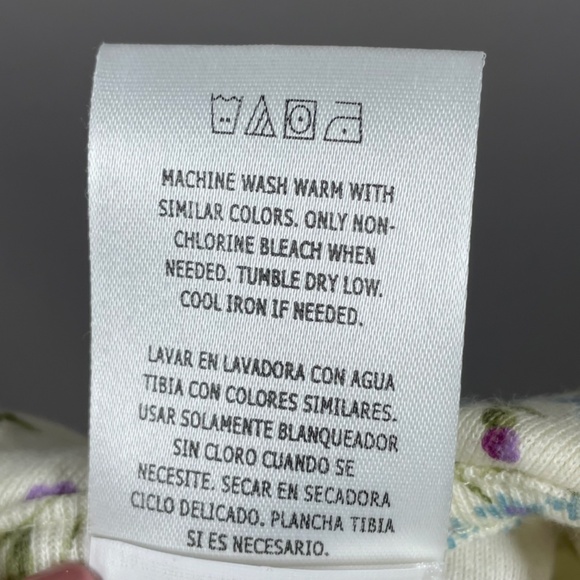 MACHINE WASH WARM WITH
SIMILAR COLORS. ONLY NON-
CHLORINE BLEACH WHEN
NEEDED. TUMBLE DRY LOW.
COOL IRON IF NEEDED.
LAVAR EN LAVADORA CON AGUA
TIBIA CON COLORES SIMILARES.
USAR SOLAMENTE BLANQUEADOR
SIN CLORO CUANDO SE
NECESITE. SECAR EN SECADORA
CICLO DELICADO. PLANCHA TIBIA
SI ES NECESARIO.